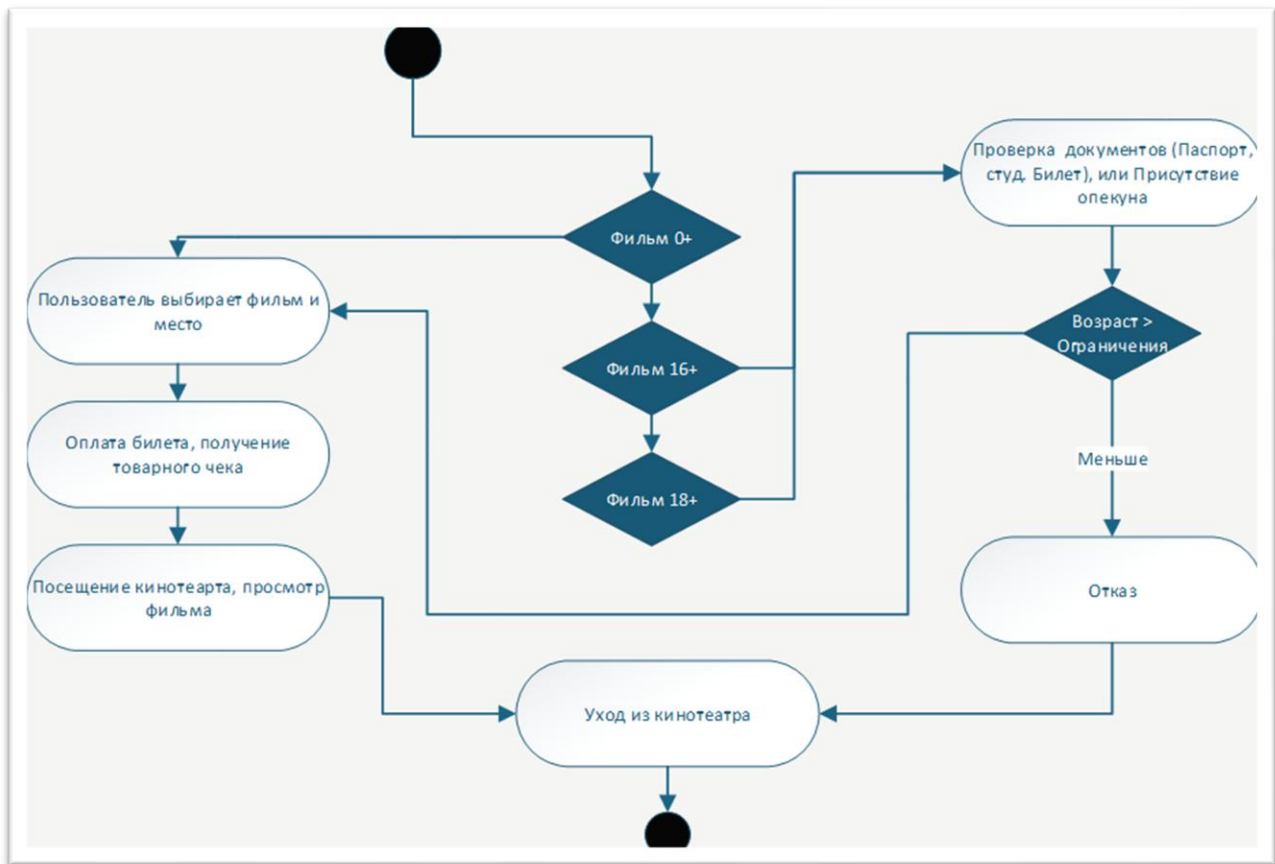 Проверка документов (Паспорт,
студ. Билет), или Присутствие
опекуна
Фильм 0+
Пользователь выбирает фильм и
место
Возраст >
Ограничения
Фильм 16+
Оплата билета, получение
товарного чека
Меньше
Фильм 18+
Посещение кинотеарта, просмотр
фильма
Отказ
Уход из кинотеатра